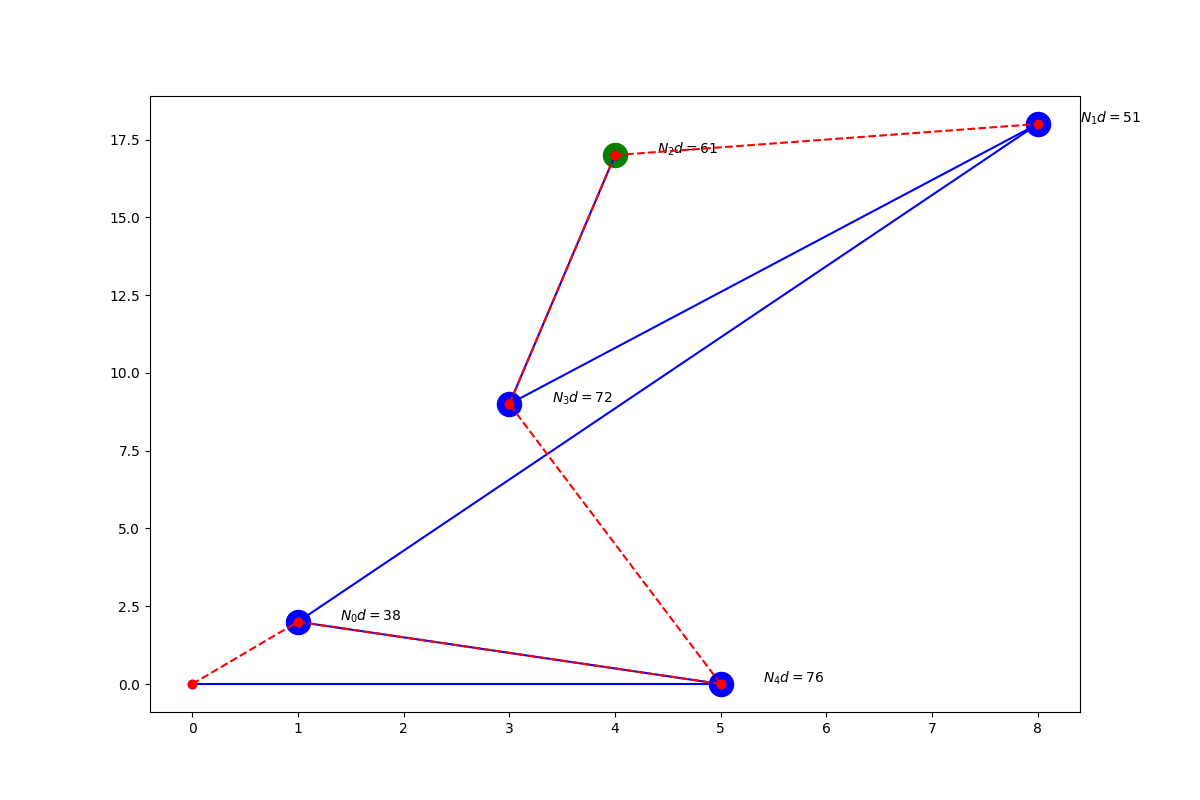 17.5
15.0
12.5
10.0
7.5
5.0
2.5
0.0
0 1 2 3 4 5 6 7 8
N₁d = 51
N₂d = 61
N₃d = 72
N₀d = 38
N₄d = 76